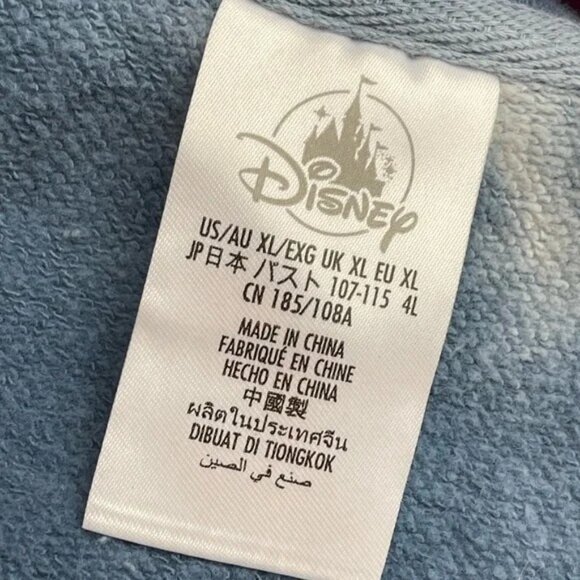 Disney
US/AU XL/EXG UK XL EU XL
JP日本 バスト 107-115 4L
CN 185/108A
MADE IN CHINA
FABRIQUÉ EN CHINE
HECHO EN CHINA
中國製
ผลิตในประเทศจีน
DIBUAT DI TIONGKOK
صنع في الصين